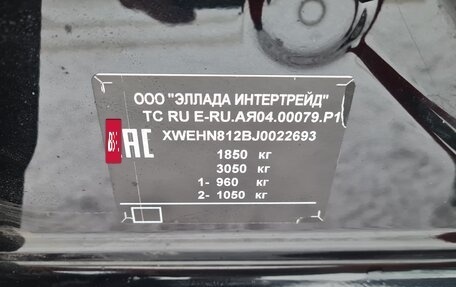 ООО "ЭЛЛАДА ИНТЕРТРЕЙД"
ТС RU E-RU.АЯ04.00079.Р1
EAC
XWEHN812BJ0022693
1850 кг
3050 кг
1- 960 кг
2- 1050 кг